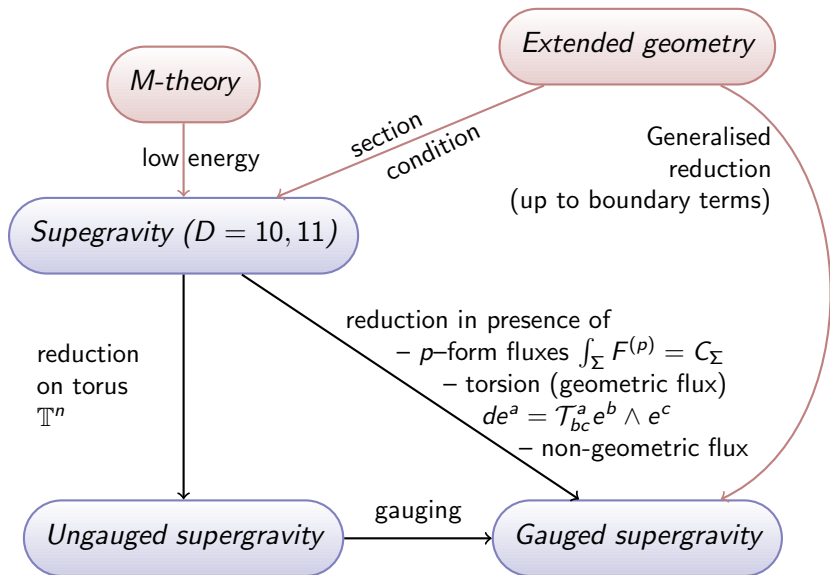 Extended geometry
M-theory
section
condition
low energy
Generalised
reduction
(up to boundary terms)
Supegravity (D = 10, 11)
reduction
on torus
𝕋ⁿ
reduction in presence of
– p–form fluxes ∫_Σ F^(p) = C_Σ
– torsion (geometric flux)
de^a = 𝒯^a_bc e^b ∧ e^c
– non-geometric flux
gauging
Ungauged supergravity
Gauged supergravity